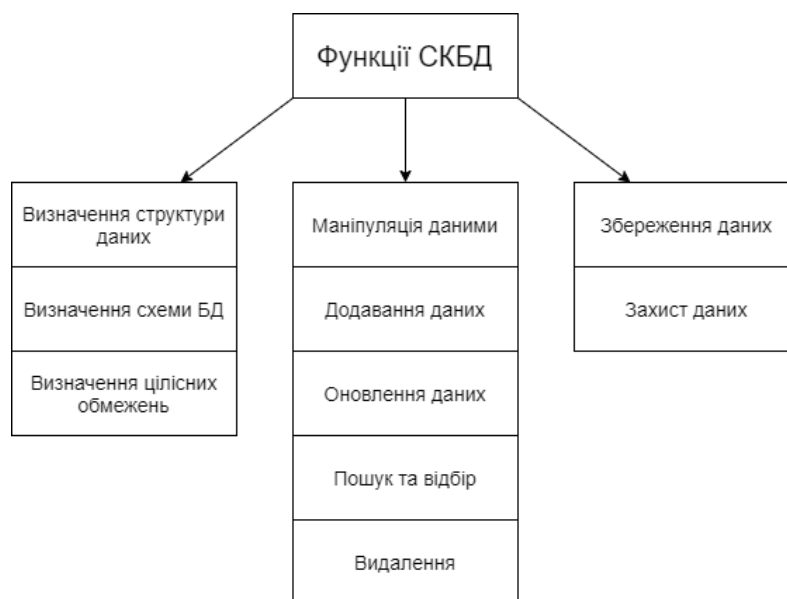 Функції СКБД
Визначення структури
даних
Визначення схеми БД
Визначення цілісних
обмежень
Маніпуляція даними
Додавання даних
Оновлення даних
Пошук та відбір
Видалення
Збереження даних
Захист даних